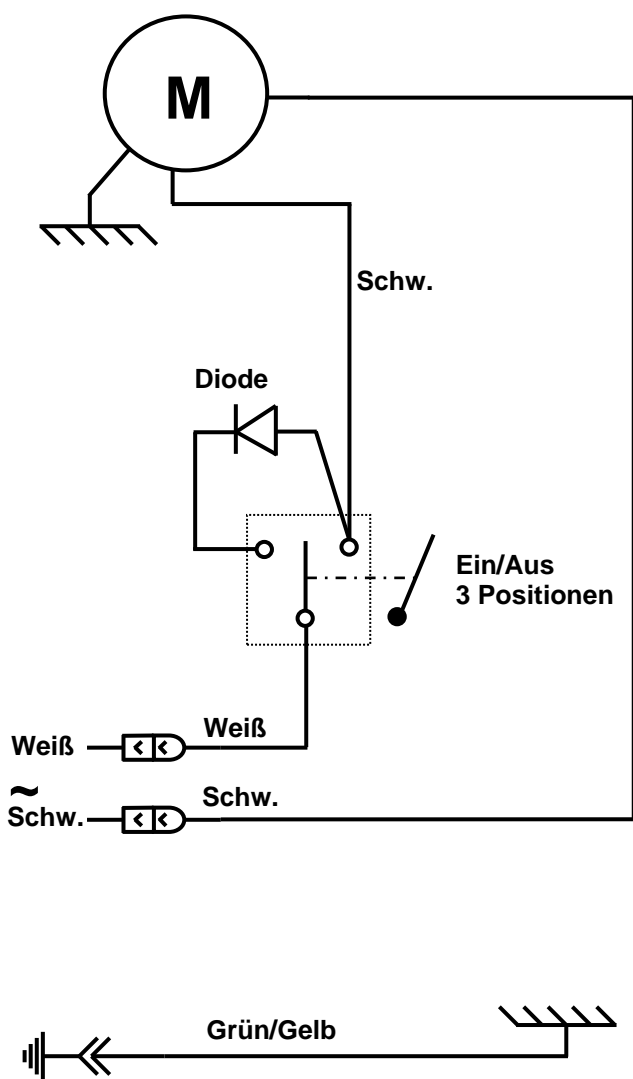 M
Schw.
Diode
Ein/Aus
3 Positionen
Weiß
Weiß
~
Schw.
Schw.
Grün/Gelb